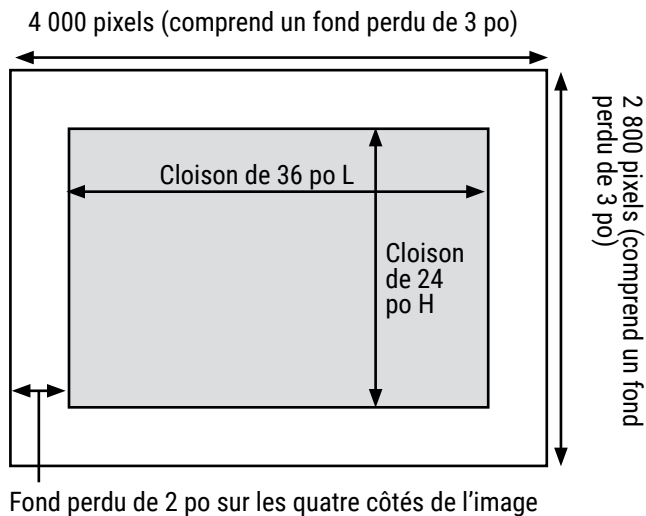 4 000 pixels (comprend un fond perdu de 3 po)
Cloison de 36 po L
Cloison
de 24
po H
2 800 pixels (comprend un fond
perdu de 3 po)
Fond perdu de 2 po sur les quatre côtés de l’image